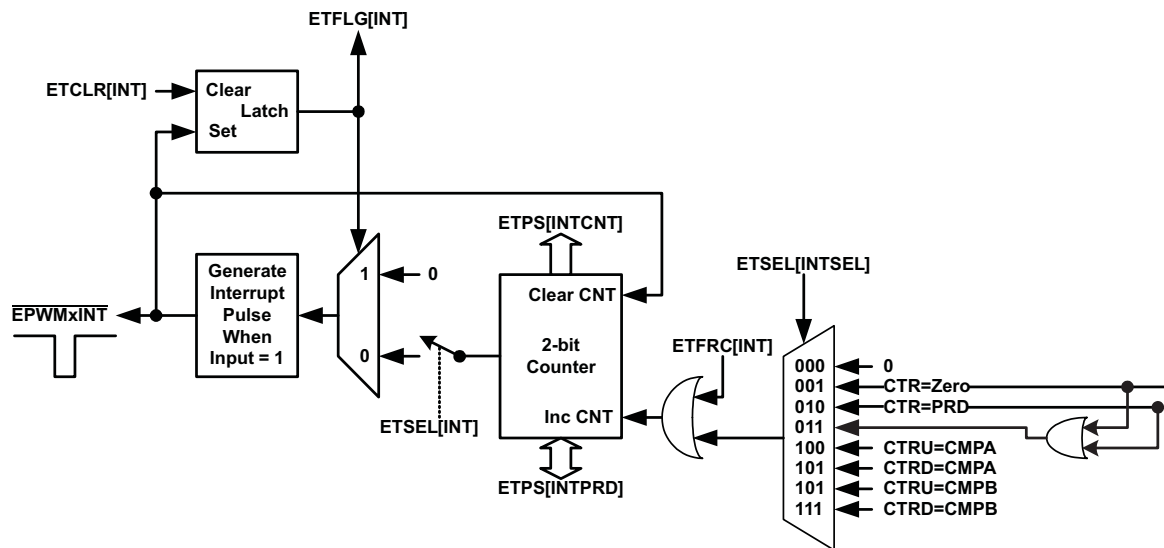 ETFLG[INT]
ETCLR[INT]
Clear
Latch
Set
ETPS[INTCNT]
ETSEL[INTSEL]
Generate
Interrupt
Pulse
When
Input = 1
EPWMxINT
1
0
0
ETSEL[INT]
Clear CNT
2-bit
Counter
Inc CNT
ETPS[INTPRD]
ETFRC[INT]
000 0
001 CTR=Zero
010 CTR=PRD
011
100 CTRU=CMPA
101 CTRD=CMPA
101 CTRU=CMPB
111 CTRD=CMPB